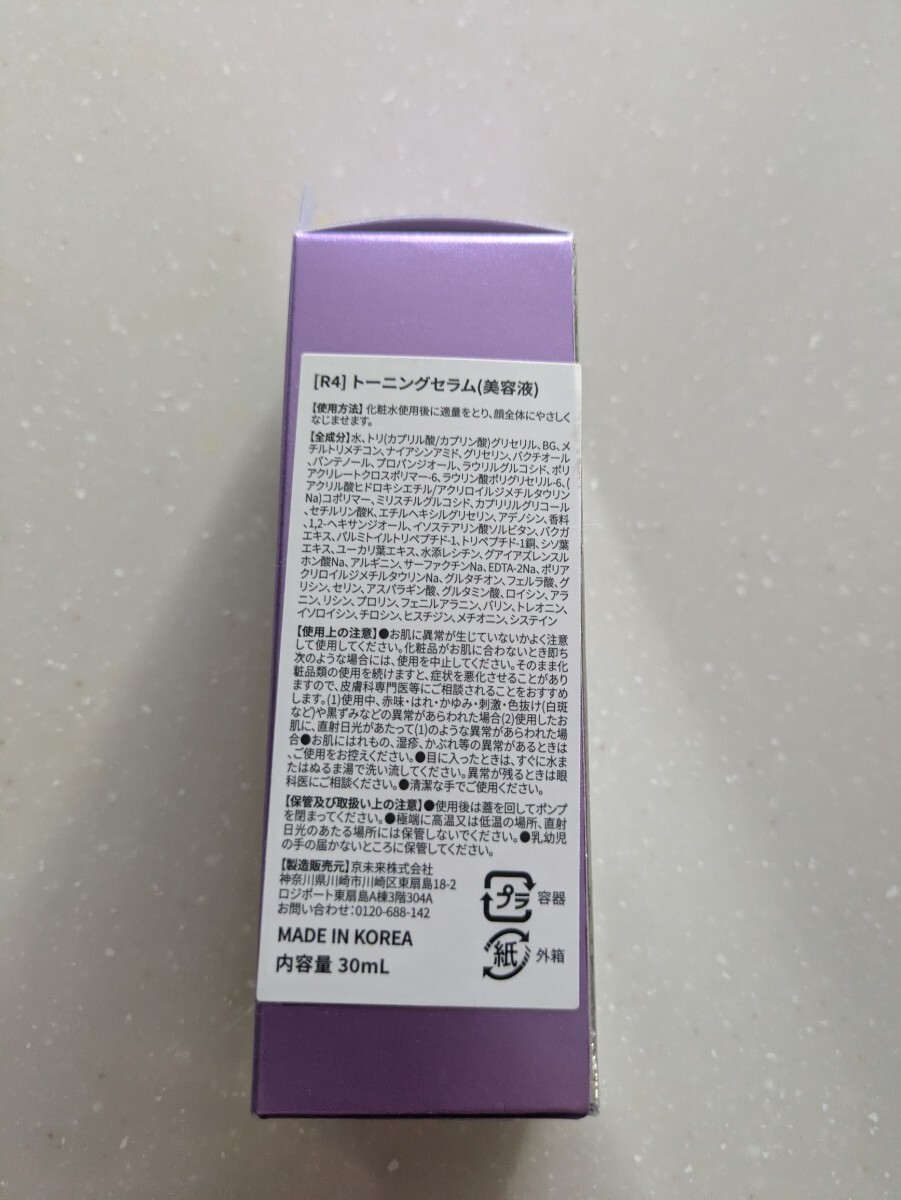 [R4] トーニングセラム(美容液)
【使用方法】化粧水使用後に適量をとり、顔全体にやさしく
なじませます。
【全成分】水、トリ(カプリル酸/カプリン酸)グリセリル、BG、メ
チルトリメチコン、ナイアシンアミド、グリセリン、バクチオール
、パンテノール、プロパンジオール、ラウリルグルコシド、ポリ
アクリレートクロスポリマー-6、ラウリン酸ポリグリセリル-6、(
アクリル酸ヒドロキシエチル/アクリロイルジメチルタウリン
Na)コポリマー、ミリスチルグルコシド、カプリリルグリコール
、セチルリン酸K、エチルヘキシルグリセリン、アデノシン、香料
、1,2-ヘキサンジオール、イソステアリン酸ソルビタン、バクガ
エキス、パルミトイルトリペプチド-1、トリペプチド-1銅、シソ葉
エキス、ユーカリ葉エキス、水添レシチン、グアイアズレンスル
ホン酸Na、アルギニン、サーファクチンNa、EDTA-2Na、ポリア
クリロイルジメチルタウリンNa、グルタチオン、フェルラ酸、グ
リシン、セリン、アスパラギン酸、グルタミン酸、ロイシン、アラ
ニン、リシン、プロリン、フェニルアラニン、バリン、トレオニン、
イソロイシン、チロシン、ヒスチジン、メチオニン、システイン
【使用上の注意】●お肌に異常が生じていないかよく注意
して使用してください。化粧品がお肌に合わないとき即ち
次のような場合には、使用を中止してください。そのまま化
粧品類の使用を続けますと、症状を悪化させることがあり
ますので、皮膚科専門医等にご相談されることをおすすめ
します。(1)使用中、赤味・はれ・かゆみ・刺激・色抜け(白斑
など)や黒ずみなどの異常があらわれた場合(2)使用したお
肌に、直射日光があたって(1)のような異常があらわれた場
合●お肌にはれもの、湿疹、かぶれ等の異常があるときは
、ご使用をお控えください。●目に入ったときは、すぐに水ま
たはぬるま湯で洗い流してください。異常が残るときは眼
科医にご相談ください。●清潔な手でご使用ください。
【保管及び取扱い上の注意】●使用後は蓋を回してポンプ
を閉まってください。●極端に高温又は低温の場所、直射
日光のあたる場所には保管しないでください。●乳幼児
の手の届かないところに保管してください。
【製造販売元】京未来株式会社
神奈川県川崎市川崎区東扇島18-2
ロジポート東扇島A棟3階304A
お問い合わせ:0120-688-142
プラ 容器
MADE IN KOREA
紙 外箱
内容量 30mL